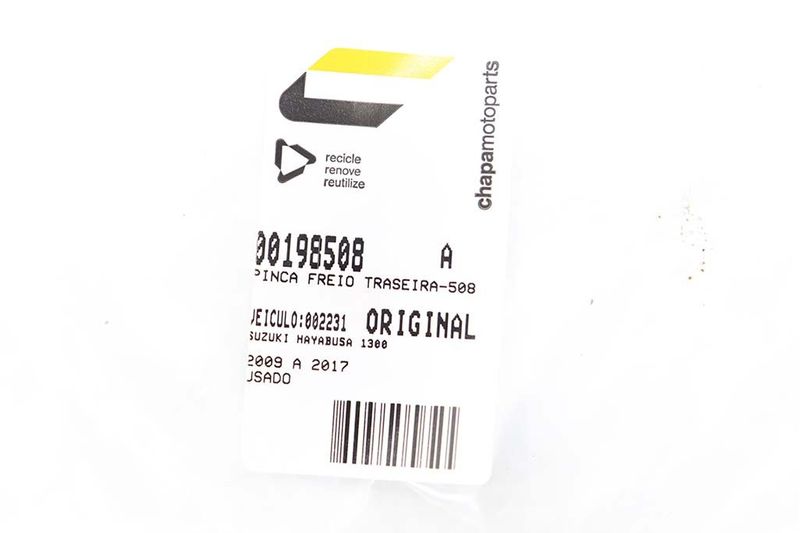 chapamotoparts
recicle
renove
reutilize
00198508 A
PINCA FREIO TRASEIRA-508
VEICULO:002231 ORIGINAL
SUZUKI HAYABUSA 1300
2009 A 2017
USADO